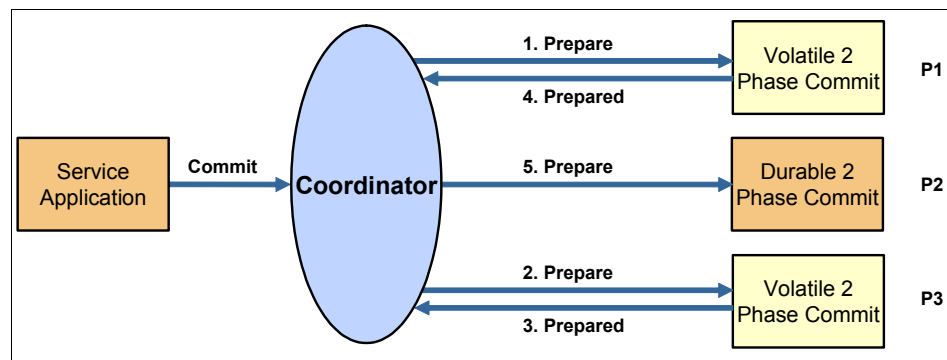 1. Prepare
Volatile 2
Phase Commit
P1
4. Prepared
Service
Application
Commit
Coordinator
5. Prepare
Durable 2
Phase Commit
P2
2. Prepare
Volatile 2
Phase Commit
P3
3. Prepared